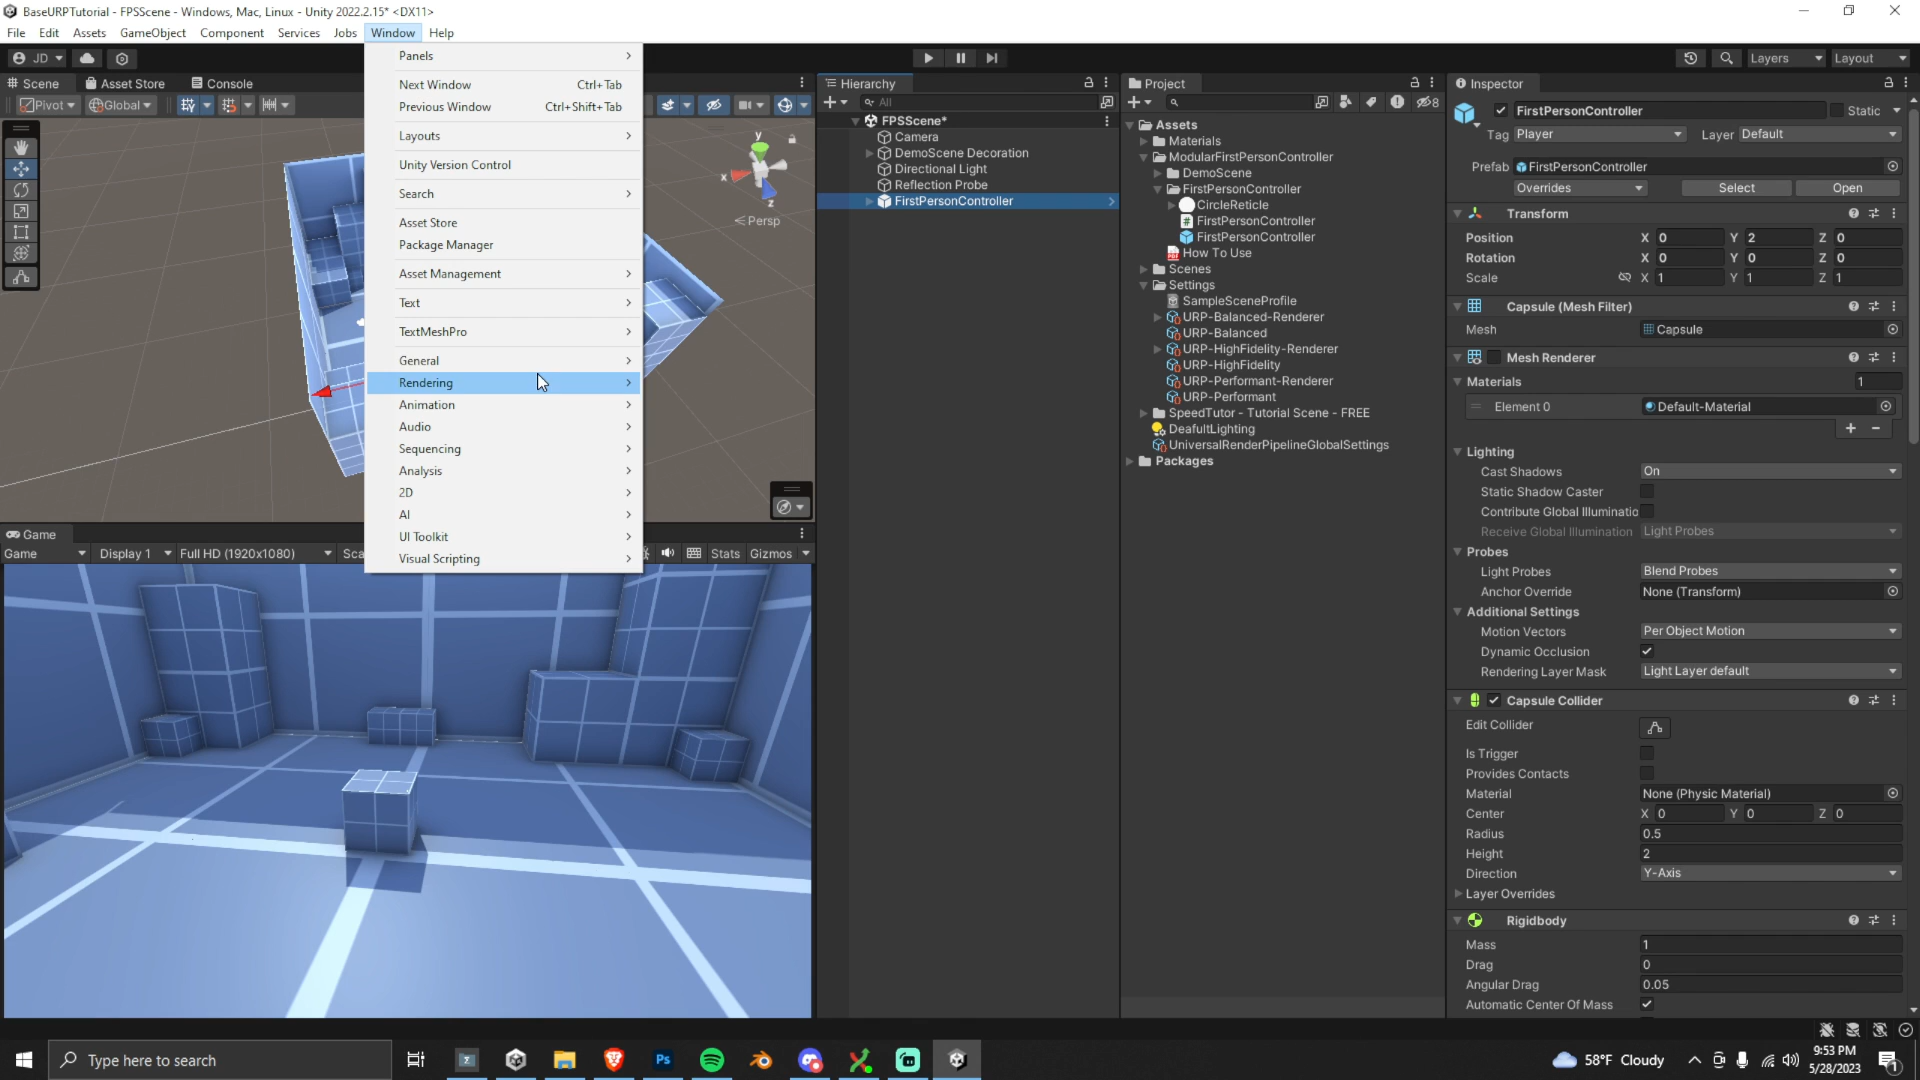 BaseURPTutorial - FPSScene - Windows, Mac, Linux - Unity 2022.2.15* <DX11>
File Edit Assets GameObject Component Services Jobs Window Help
JD
Layers Layout
Scene Asset Store Console
Pivot Global
y
x
z
Persp
Panels
Next Window Ctrl+Tab
Previous Window Ctrl+Shift+Tab
Layouts
Unity Version Control
Search
Asset Store
Package Manager
Asset Management
Text
TextMeshPro
General
Rendering
Animation
Audio
Sequencing
Analysis
2D
AI
UI Toolkit
Visual Scripting
Game
Game Display 1 Full HD (1920x1080) Sca Stats Gizmos
Hierarchy
All
FPSScene*
Camera
DemoScene Decoration
Directional Light
Reflection Probe
FirstPersonController
Project
8
Assets
Materials
ModularFirstPersonController
DemoScene
FirstPersonController
CircleReticle
FirstPersonController
FirstPersonController
How To Use
Scenes
Settings
SampleSceneProfile
URP-Balanced-Renderer
URP-Balanced
URP-HighFidelity-Renderer
URP-HighFidelity
URP-Performant-Renderer
URP-Performant
SpeedTutor - Tutorial Scene - FREE
DeafultLighting
UniversalRenderPipelineGlobalSettings
Packages
Inspector
FirstPersonController Static
Tag Player Layer Default
Prefab FirstPersonController
Overrides Select Open
Transform
Position X 0 Y 2 Z 0
Rotation X 0 Y 0 Z 0
Scale X 1 Y 1 Z 1
Capsule (Mesh Filter)
Mesh Capsule
Mesh Renderer
Materials 1
Element 0 Default-Material
Lighting
Cast Shadows On
Static Shadow Caster
Contribute Global Illuminatio
Receive Global Illumination Light Probes
Probes
Light Probes Blend Probes
Anchor Override None (Transform)
Additional Settings
Motion Vectors Per Object Motion
Dynamic Occlusion
Rendering Layer Mask Light Layer default
Capsule Collider
Edit Collider
Is Trigger
Provides Contacts
Material None (Physic Material)
Center X 0 Y 0 Z 0
Radius 0.5
Height 2
Direction Y-Axis
Layer Overrides
Rigidbody
Mass 1
Drag 0
Angular Drag 0.05
Automatic Center Of Mass
Type here to search
Ps
58°F Cloudy
9:53 PM
5/28/2023
1